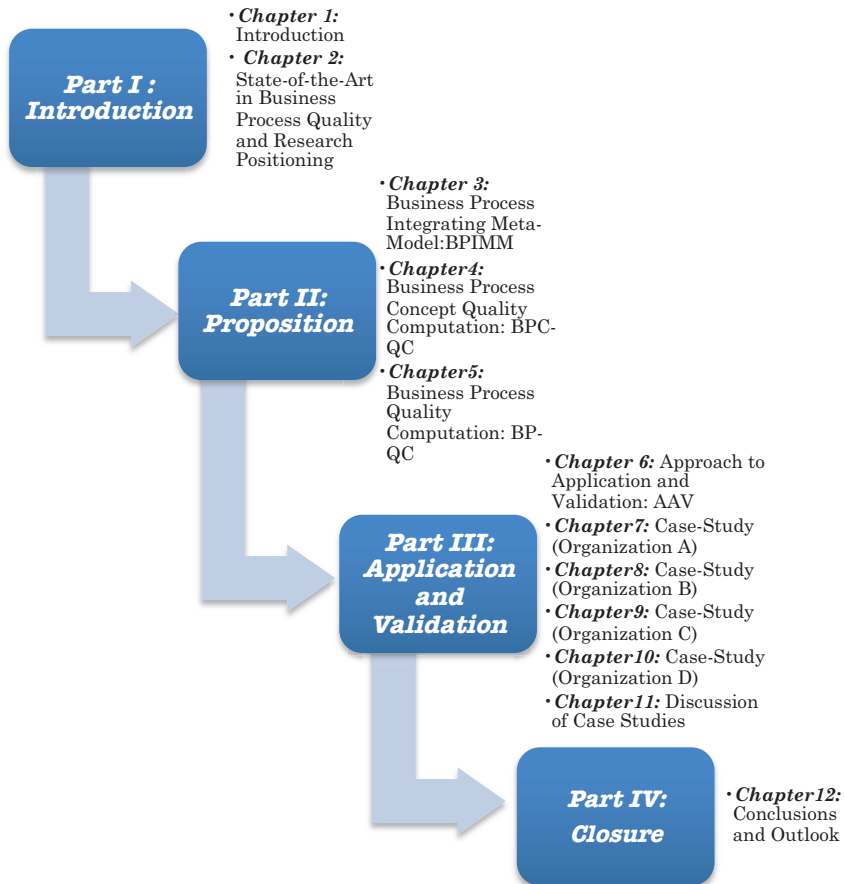 Part I :
Introduction
• Chapter 1:
Introduction
• Chapter 2:
State-of-the-Art
in Business
Process Quality
and Research
Positioning
Part II:
Proposition
• Chapter 3:
Business Process
Integrating Meta-
Model:BPIMM
• Chapter4:
Business Process
Concept Quality
Computation: BPC-
QC
• Chapter5:
Business Process
Quality
Computation: BP-
QC
Part III:
Application
and
Validation
• Chapter 6: Approach to
Application and
Validation: AAV
• Chapter7: Case-Study
(Organization A)
• Chapter8: Case-Study
(Organization B)
• Chapter9: Case-Study
(Organization C)
• Chapter10: Case-Study
(Organization D)
• Chapter11: Discussion
of Case Studies
Part IV:
Closure
• Chapter12:
Conclusions
and Outlook